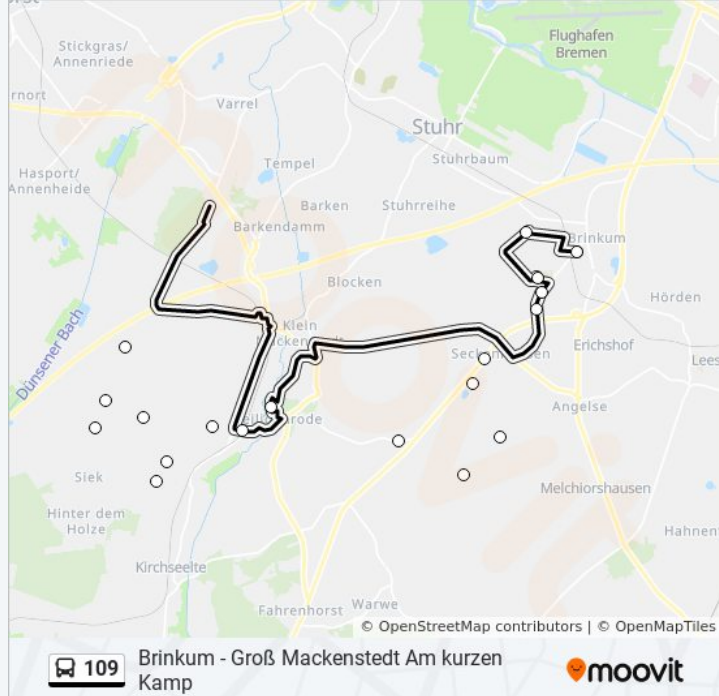 Stickgras/
Annenriede
Flughafen
Bremen
Varrel
Stuhr
Hasport/
Annenheide
Tempel
Stuhrbaum
Barken
Stuhrreihe
Barkendamm
Brinkum
Blocken
Hörden
Dünsener Bach
Klein
Erichshof
Angelse
Siek
Melchiorshausen
Hinter dem
Holze
Hahnen
Kirchseelte
Fahrenhorst
Warwe
© OpenStreetMap contributors | © OpenMapTiles
109
Brinkum - Groß Mackenstedt Am kurzen
Kamp
moovit